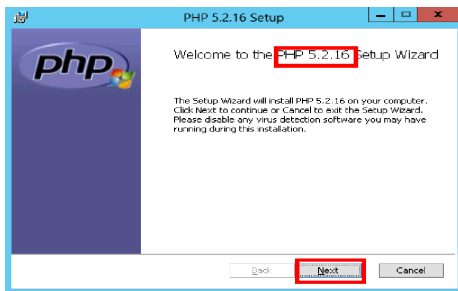 PHP 5.2.16 Setup
php
Welcome to the PHP 5.2.16 Setup Wizard
The Setup Wizard will install PHP 5.2.16 on your computer.
Click Next to continue or Cancel to exit the Setup Wizard.
Please disable any virus detection software you may have
running during this installation.
Back Next Cancel